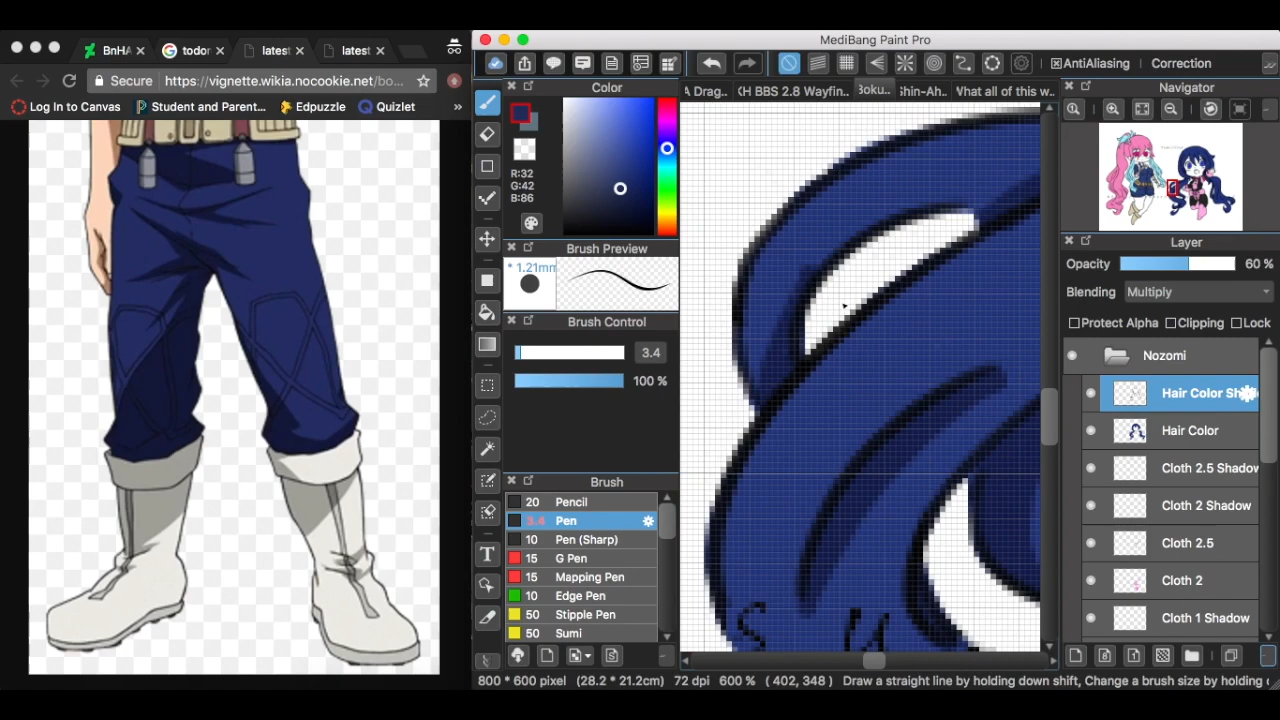 BnHA
todor
latest
latest
Secure
https://vignette.wikia.nocookie.net/bo...
Log In to Canvas
Student and Parent...
Edpuzzle
Quizlet
»
MediBang Paint Pro
AntiAliasing
Correction
A Drag..
KH BBS 2.8 Wayfin..
Boku..
Shin-Ah..
What all of this w..
Color
R:32
G:42
B:86
Brush Preview
* 1.21mm
Brush Control
3.4
100 %
Brush
20 Pencil
3.4 Pen
10 Pen (Sharp)
15 G Pen
15 Mapping Pen
10 Edge Pen
50 Stipple Pen
50 Sumi
S U
Navigator
Layer
Opacity 60 %
Blending Multiply
Protect Alpha Clipping Lock
Nozomi
Hair Color Sh
Hair Color
Cloth 2.5 Shadow
Cloth 2 Shadow
Cloth 2.5
Cloth 2
Cloth 1 Shadow
800 * 600 pixel (28.2 * 21.2cm) 72 dpi 600 % ( 402, 348 ) Draw a straight line by holding down shift, Change a brush size by holding